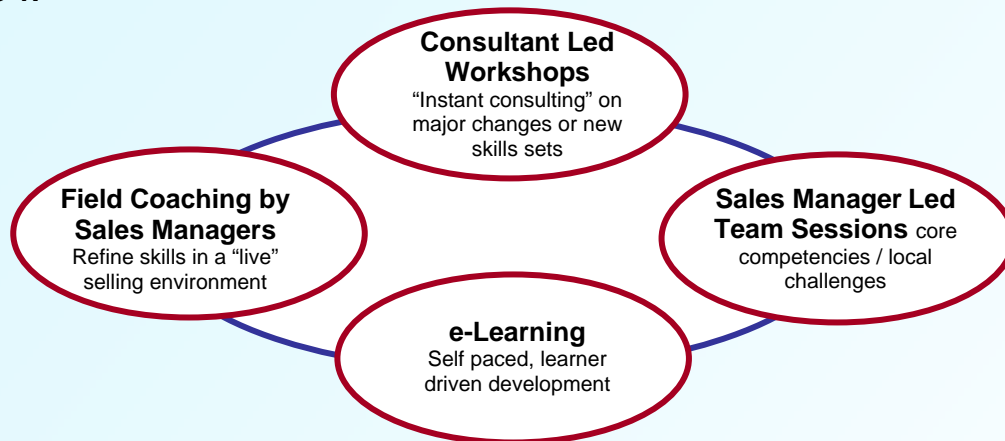 Consultant Led
Workshops
“Instant consulting” on
major changes or new
skills sets
Field Coaching by
Sales Managers
Refine skills in a “live”
selling environment
Sales Manager Led
Team Sessions core
competencies / local
challenges
e-Learning
Self paced, learner
driven development